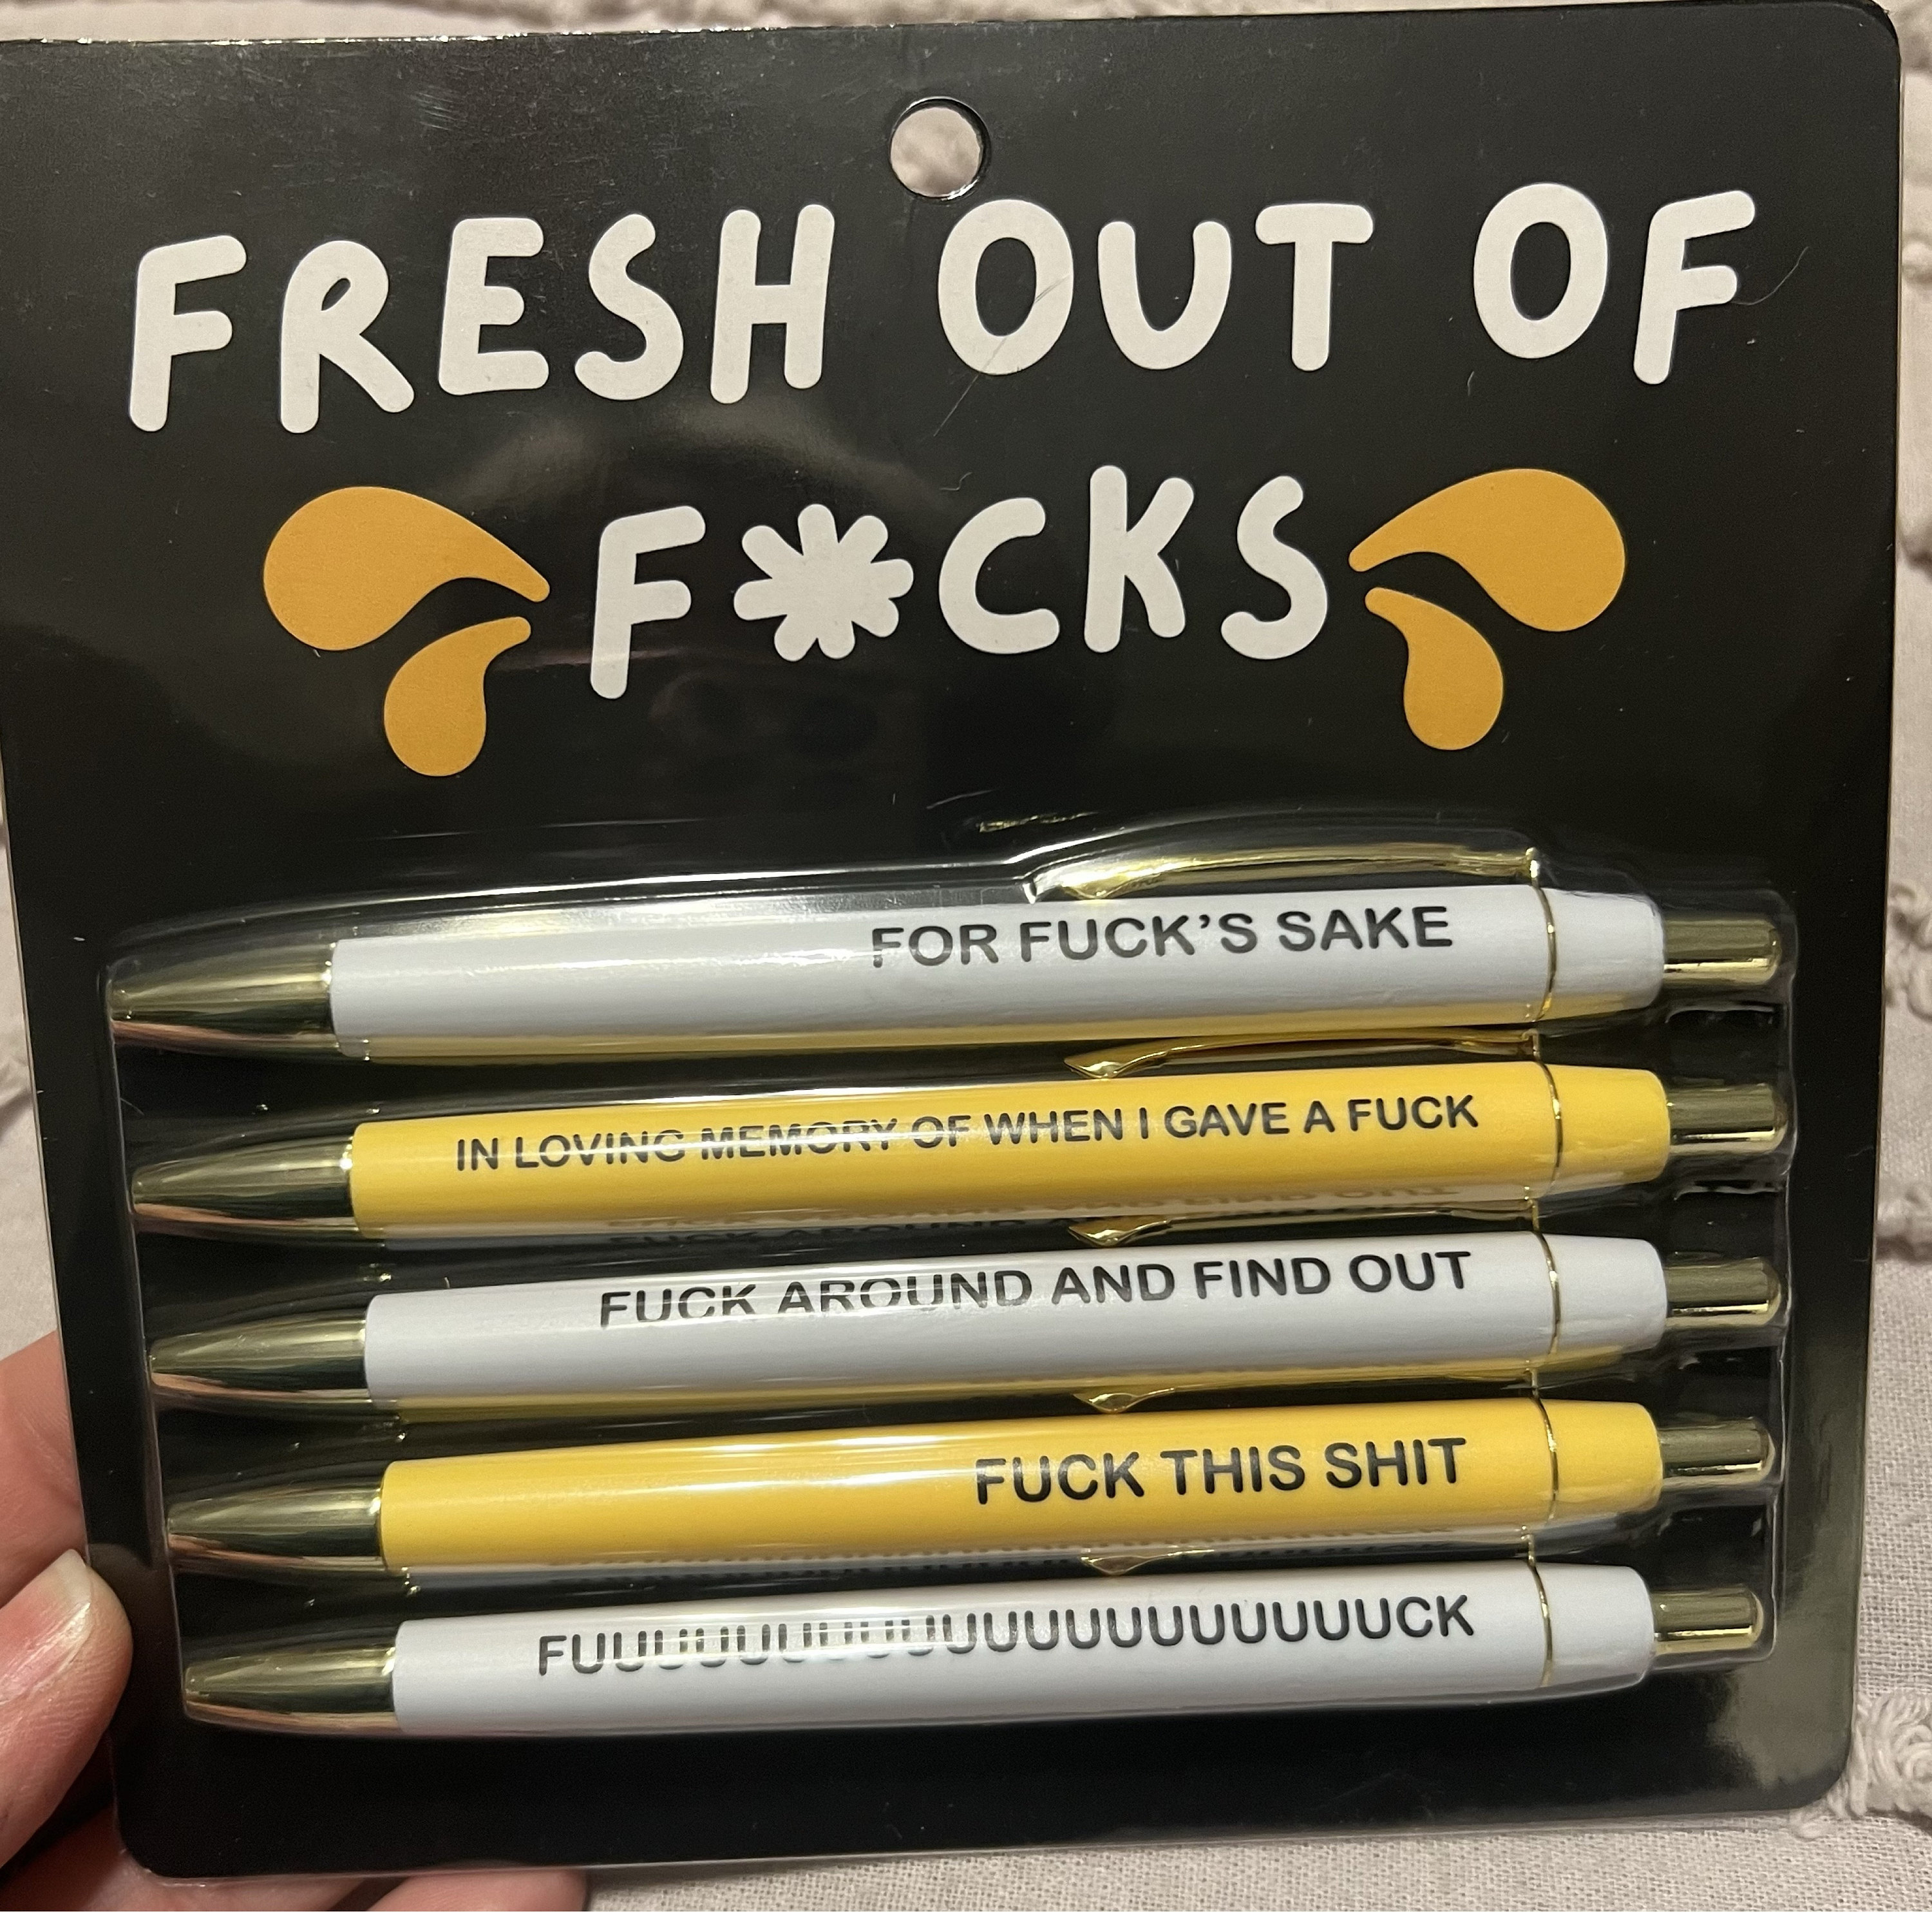 FRESH OUT OF
F*CKS
FOR FUCK'S SAKE
IN LOVING MEMORY OF WHEN I GAVE A FUCK
FUCK AROUND AND FIND OUT
FUCK THIS SHIT
FUUUUUUUUUUUUUUUUUUUUCK